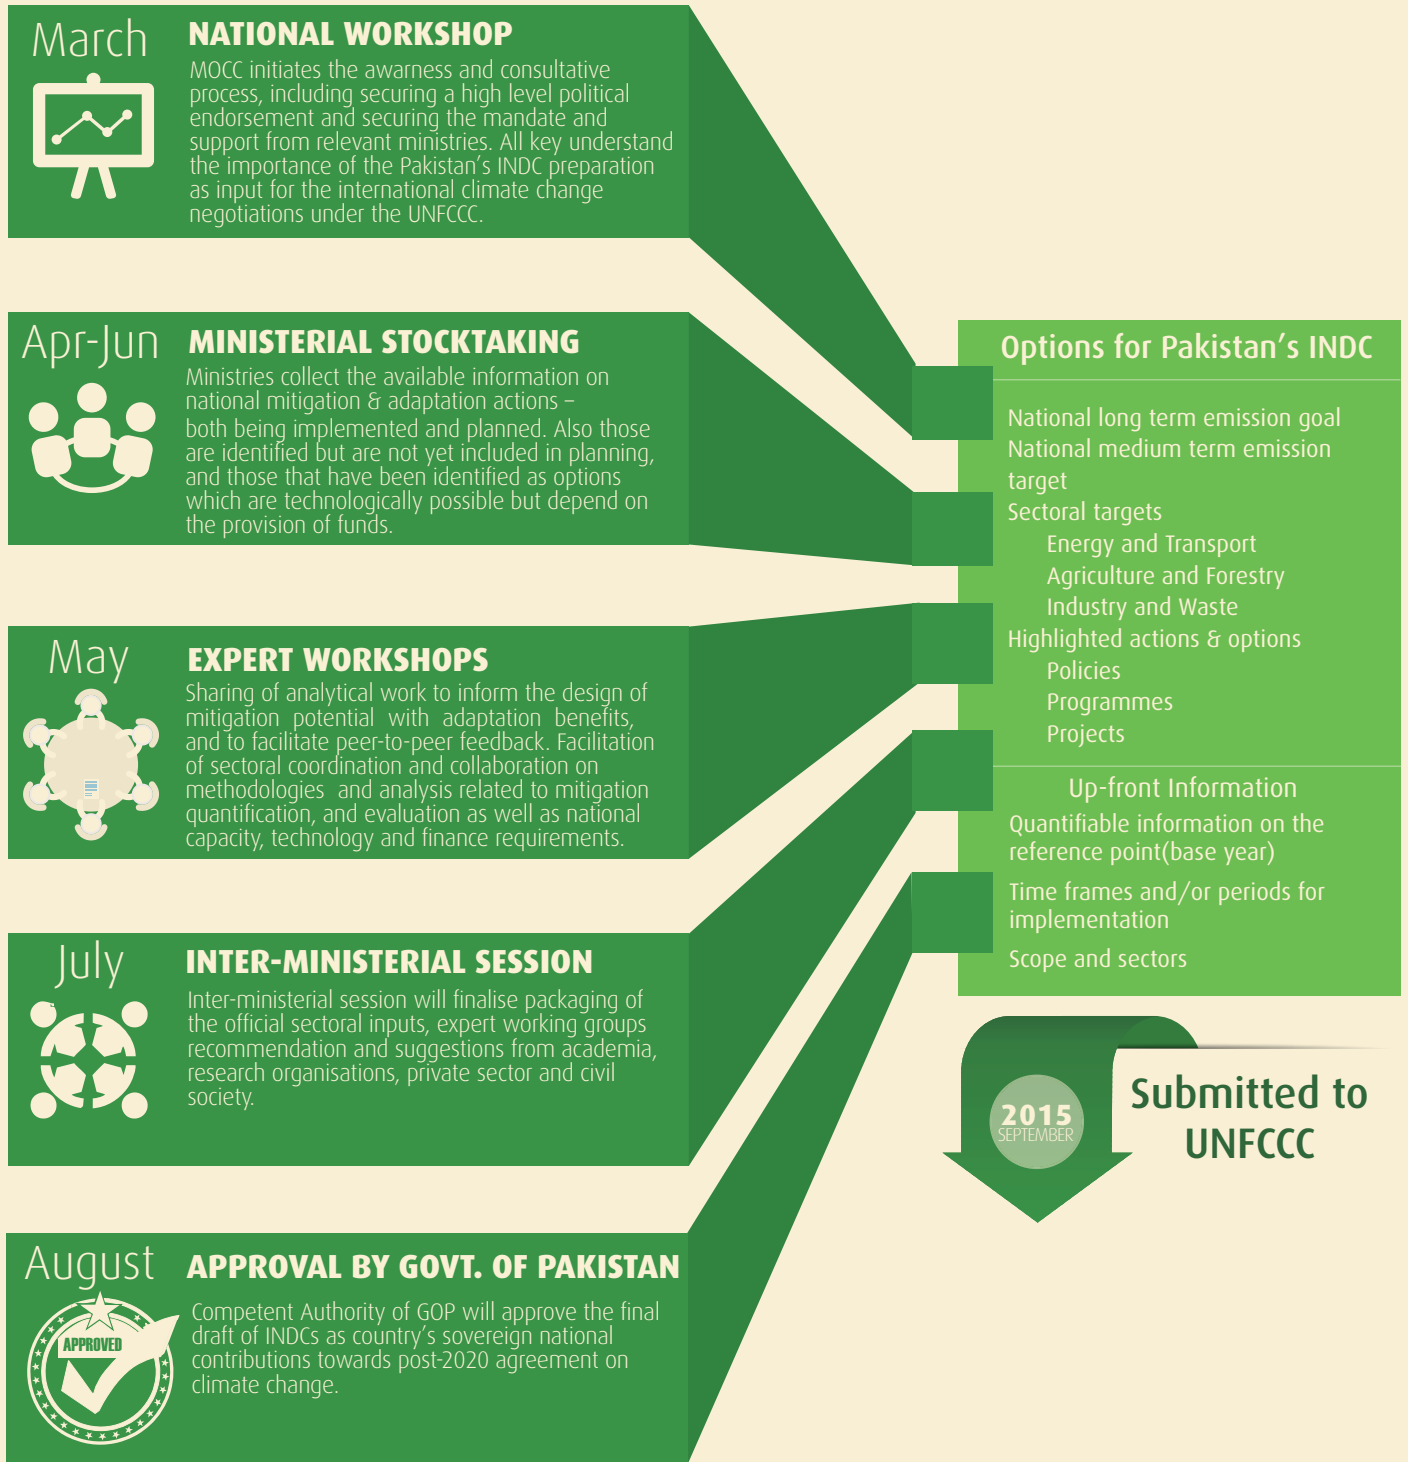 March
NATIONAL WORKSHOP
MOCC initiates the awarness and consultative
process, including securing a high level political
endorsement and securing the mandate and
support from relevant ministries. All key understand
the importance of the Pakistan's INDC preparation
as input for the international climate change
negotiations under the UNFCCC.
Apr-Jun
MINISTERIAL STOCKTAKING
Ministries collect the available information on
national mitigation & adaptation actions –
both being implemented and planned. Also those
are identified but are not yet included in planning,
and those that have been identified as options
which are technologically possible but depend on
the provision of funds.
May
EXPERT WORKSHOPS
Sharing of analytical work to inform the design of
mitigation potential with adaptation benefits,
and to facilitate peer-to-peer feedback. Facilitation
of sectoral coordination and collaboration on
methodologies and analysis related to mitigation
quantification, and evaluation as well as national
capacity, technology and finance requirements.
July
INTER-MINISTERIAL SESSION
Inter-ministerial session will finalise packaging of
the official sectoral inputs, expert working groups
recommendation and suggestions from academia,
research organisations, private sector and civil
society.
August
APPROVED
APPROVAL BY GOVT. OF PAKISTAN
Competent Authority of GOP will approve the final
draft of INDCs as country's sovereign national
contributions towards post-2020 agreement on
climate change.
Options for Pakistan's INDC
National long term emission goal
National medium term emission
target
Sectoral targets
Energy and Transport
Agriculture and Forestry
Industry and Waste
Highlighted actions & options
Policies
Programmes
Projects
Up-front Information
Quantifiable information on the
reference point(base year)
Time frames and/or periods for
implementation
Scope and sectors
2015
SEPTEMBER
Submitted to
UNFCCC